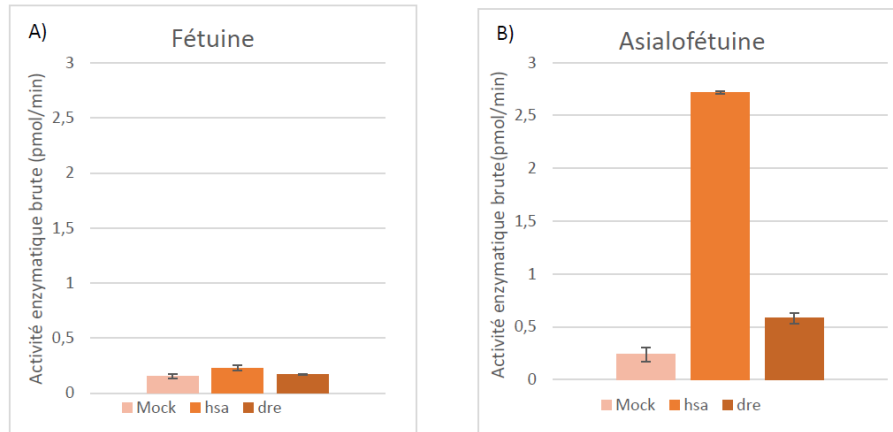 A)
Fétuine
Activité enzymatique brute (pmol/min)
3
2,5
2
1,5
1
0,5
0
Mock hsa dre
B)
Asialofétuine
Activité enzymatique brute(pmol/min)
3
2,5
2
1,5
1
0,5
0
Mock hsa dre